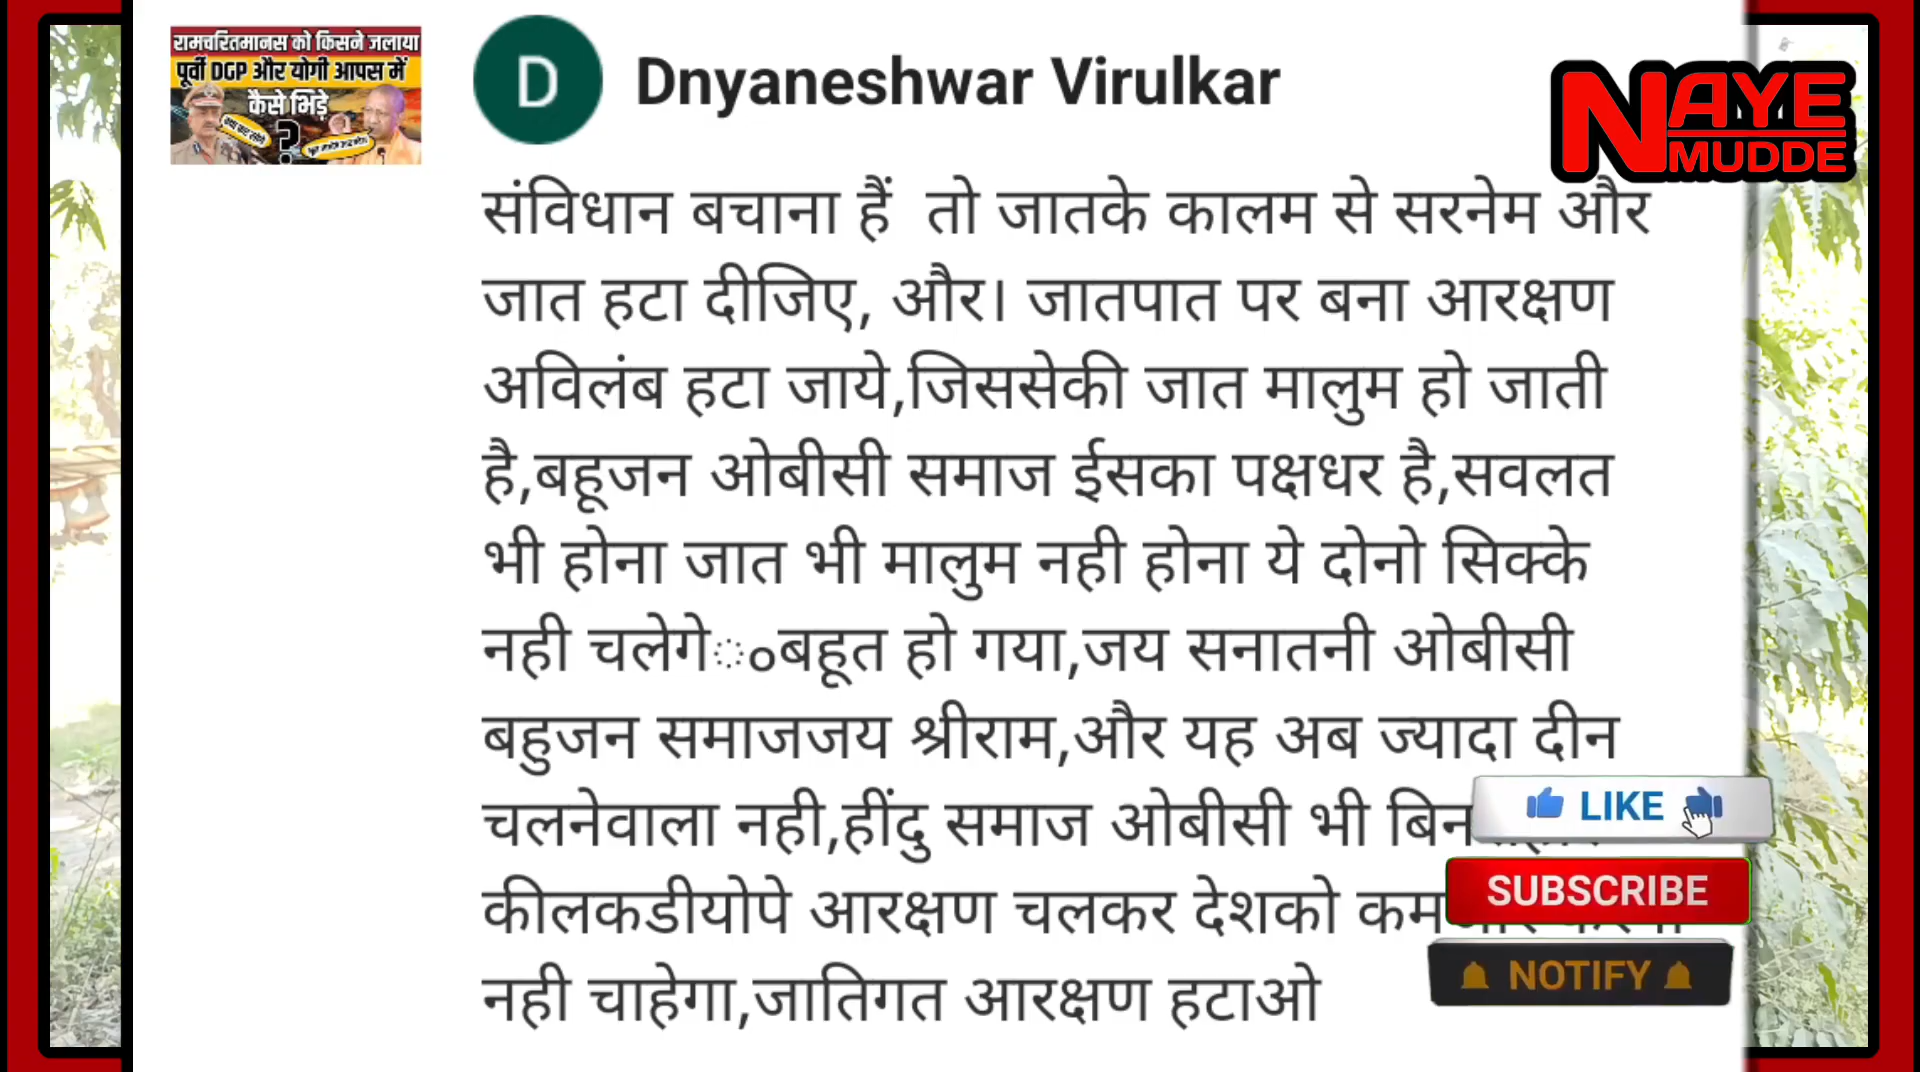 रामचरितमानस को किसने जलाया
पूर्वी DGP और योगी आपस में
कैसे भिड़े
?
D
Dnyaneshwar Virulkar
NAYE
MUDDE
संविधान बचाना हैं तो जातके कालम से सरनेम और
जात हटा दीजिए, और। जातपात पर बना आरक्षण
अविलंब हटा जाये,जिससेकी जात मालुम हो जाती
है,बहूजन ओबीसी समाज ईसका पक्षधर है,सवलत
भी होना जात भी मालुम नही होना ये दोनो सिक्के
नही चलेगे॰बहूत हो गया,जय सनातनी ओबीसी
बहुजन समाजजय श्रीराम,और यह अब ज्यादा दीन
चलनेवाला नही,हींदु समाज ओबीसी भी
कीलकडीयोपे आरक्षण चलकर देशको
नही चाहेगा,जातिगत आरक्षण हटाओ
LIKE
SUBSCRIBE
NOTIFY